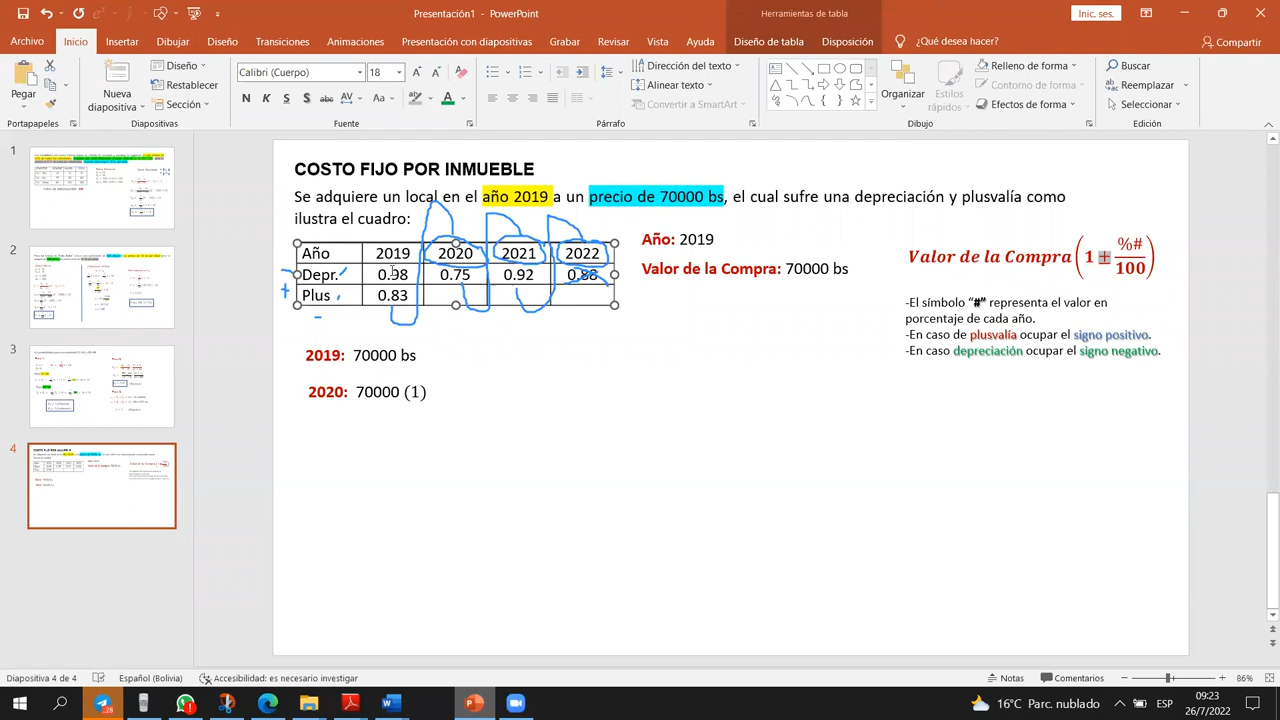 Herramientas de tabla
Inic. ses.
Archivo Inicio Insertar Dibujar Diseño Transiciones Animaciones Presentación con diapositivas Grabar Revisar Vista Ayuda Diseño de tabla Disposición ¿Qué desea hacer? Compartir
Pegar
Nueva diapositiva
Diseño
Restablecer
Sección
Calibri (Cuerpo) 18
N K S S abc AV Aa A
Dirección del texto
Alinear texto
Convertir a SmartArt
Organizar
Estilos rápidos
Relleno de forma
Contorno de forma
Efectos de forma
Buscar
Reemplazar
Seleccionar
Portapapeles Diapositivas Fuente Párrafo Dibujo Edición
1
2
3
4
COSTO FIJO POR INMUEBLE
Se adquiere un local en el año 2019 a un precio de 70000 bs, el cual sufre una depreciación y plusvalía como
ilustra el cuadro:
Año 2019 2020 2021 2022
Depr. 0.98 0.75 0.92 0.88
Plus 0.83
Año: 2019
Valor de la Compra: 70000 bs
Valor de la Compra (1 ± %#/100)
-El símbolo “#” representa el valor en
porcentaje de cada año.
-En caso de plusvalía ocupar el signo positivo.
-En caso depreciación ocupar el signo negativo.
2019: 70000 bs
2020: 70000 (1)
Diapositiva 4 de 4 Español (Bolivia) Accesibilidad: es necesario investigar Notas Comentarios 86%
28
16°C Parc. nublado ESP
09:23
26/7/2022